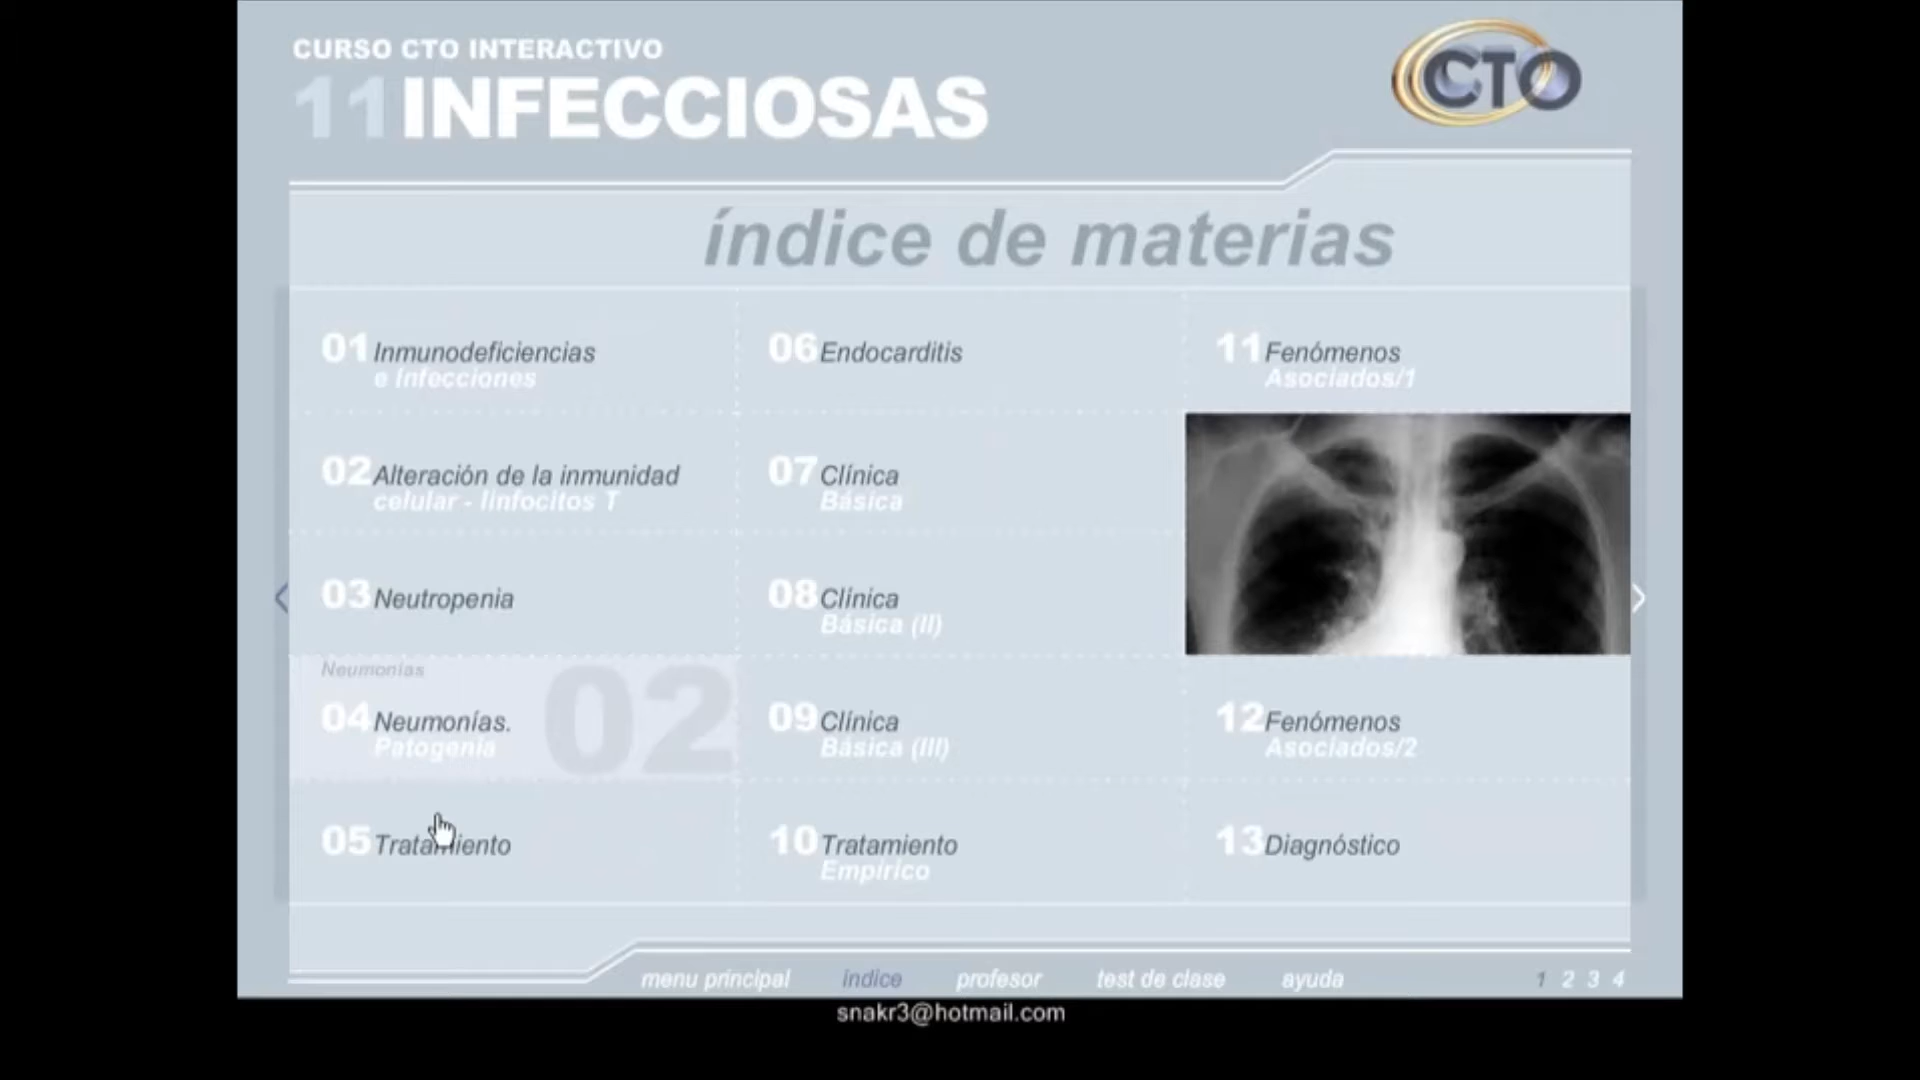 CURSO CTO INTERACTIVO
11 INFECCIOSAS
CTO
índice de materias
01 Inmunodeficiencias
e Infecciones
02 Alteración de la inmunidad
celular - linfocitos T
03 Neutropenia
Neumonías
02
04 Neumonías.
Patogenia
05 Tratamiento
06 Endocarditis
07 Clínica
Básica
08 Clínica
Básica (II)
09 Clínica
Básica (III)
10 Tratamiento
Empírico
11 Fenómenos
Asociados/1
12 Fenómenos
Asociados/2
13 Diagnóstico
menu principal índice profesor test de clase ayuda 1 2 3 4
snakr3@hotmail.com